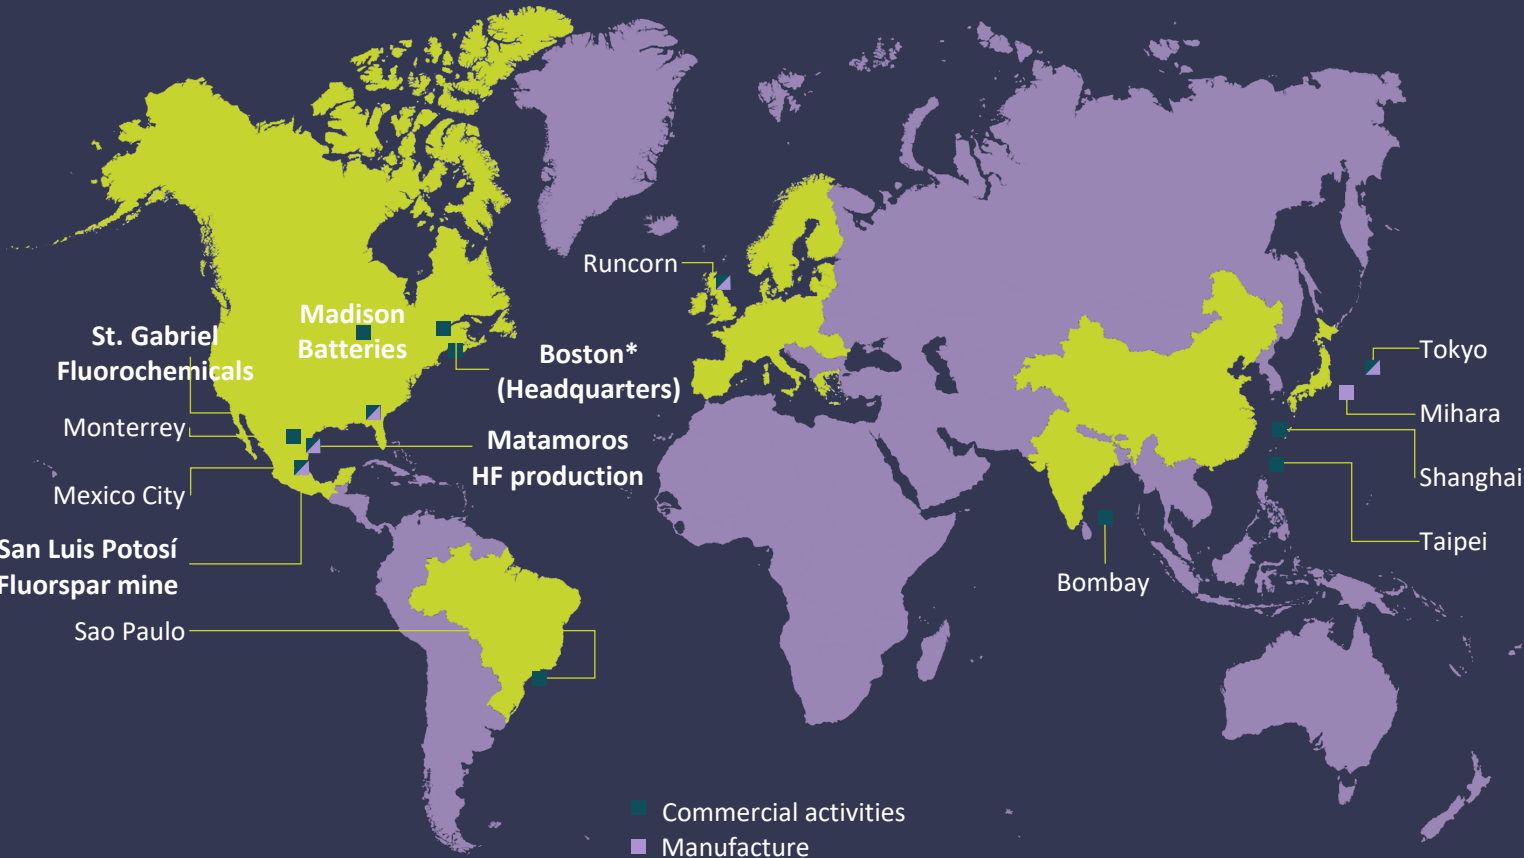 Runcorn
Madison
Batteries
St. Gabriel
Fluorochemicals
Boston*
(Headquarters)
Tokyo
Mihara
Monterrey
Matamoros
HF production
Mexico City
Shanghai
San Luis Potosí
Fluorspar mine
Taipei
Bombay
Sao Paulo
Commercial activities
Manufacture